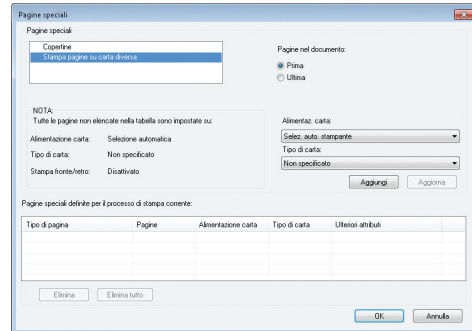 Pagine speciali
Pagine speciali
Copertine
Stampa pagine su carta diversa
Pagine nel documento:
Prima
Ultima
NOTA:
Tutte le pagine non elencate nella tabella sono impostate su:
Alimentazione carta: Selezione automatica
Tipo di carta: Non specificato
Stampa fronte/retro: Disattivato
Alimentaz. carta:
Selez. auto. stampante
Tipo di carta:
Non specificato
Aggiungi Aggiorna
Pagine speciali definite per il processo di stampa corrente:
Tipo di pagina Pagine Alimentazione carta Tipo di carta Ulteriori attributi
Elimina Elimina tutto
OK Annulla